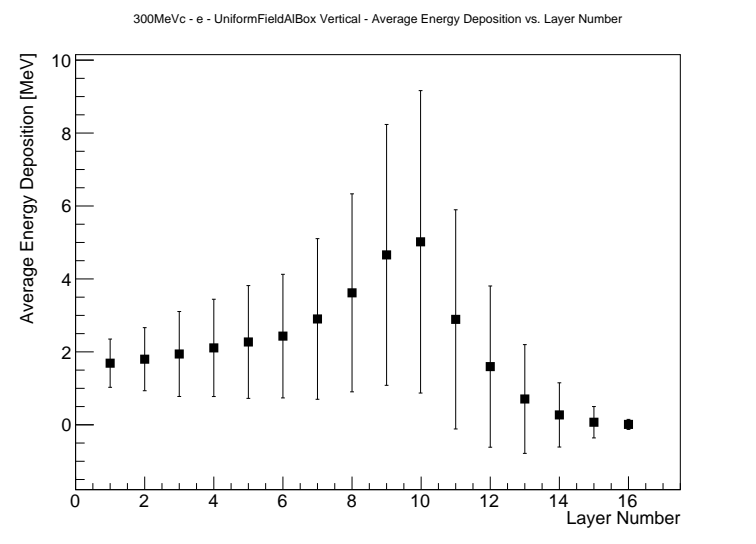 300MeVc - e - UniformFieldAlBox Vertical - Average Energy Deposition vs. Layer Number
Average Energy Deposition [MeV]
10
8
6
4
2
0
0 2 4 6 8 10 12 14 16
Layer Number